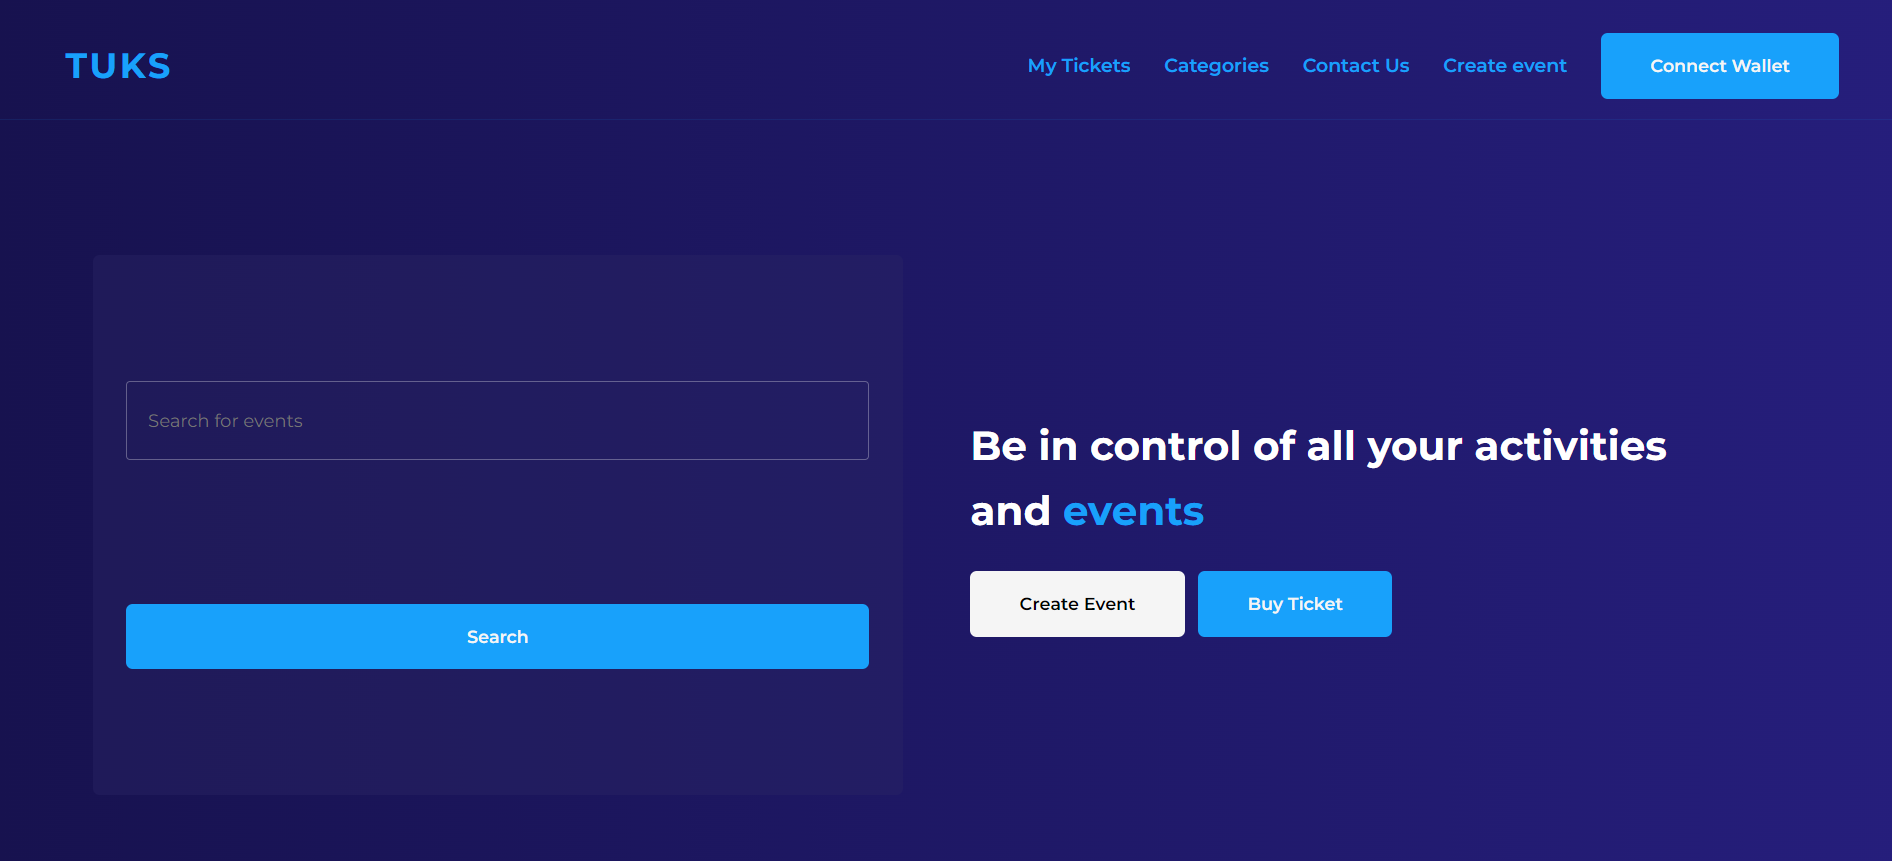 TUKS
My Tickets
Categories
Contact Us
Create event
Connect Wallet
Search for events
Search
Be in control of all your activities
and events
Create Event
Buy Ticket